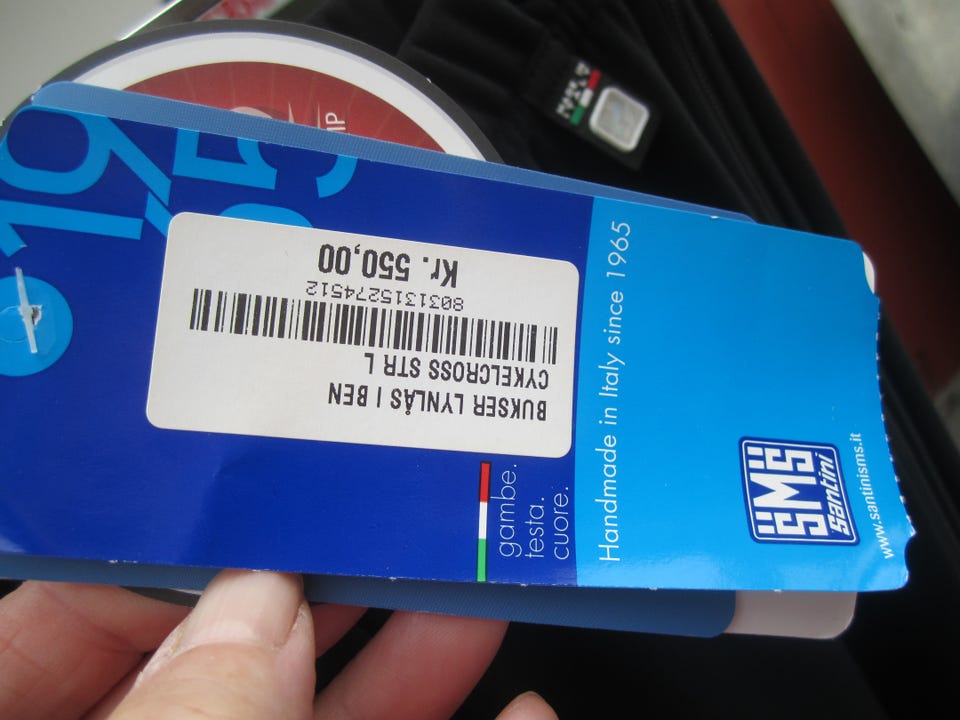 BUKSER LYNLÅS I BEN
CYKELCROSS STR L
8031315274512
Kr. 550,00
gambe.
testa.
cuore.
Handmade in Italy since 1965
SMS
Santini
www.santinisms.it